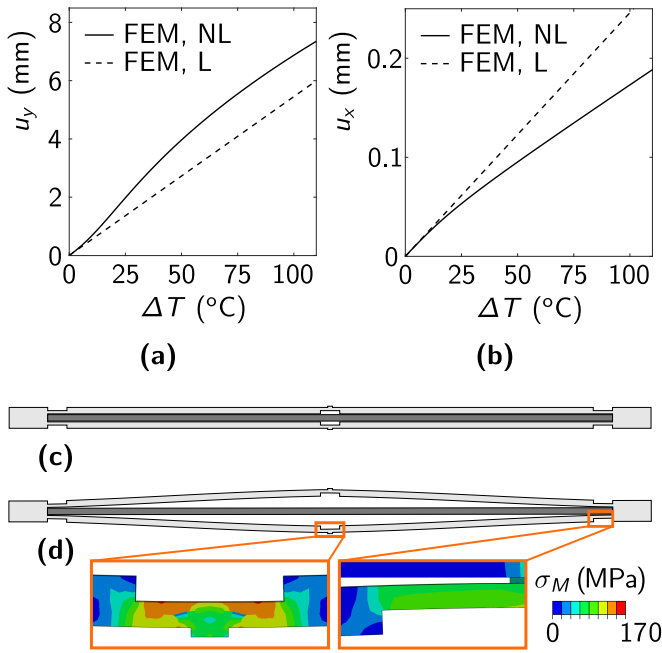 8
6
4
2
0
u_y (mm)
FEM, NL
FEM, L
0 25 50 75 100
ΔT (°C)
(a)
0.2
0.1
0
u_x (mm)
FEM, NL
FEM, L
0 25 50 75 100
ΔT (°C)
(b)
(c)
(d)
σ_M (MPa)
0 170